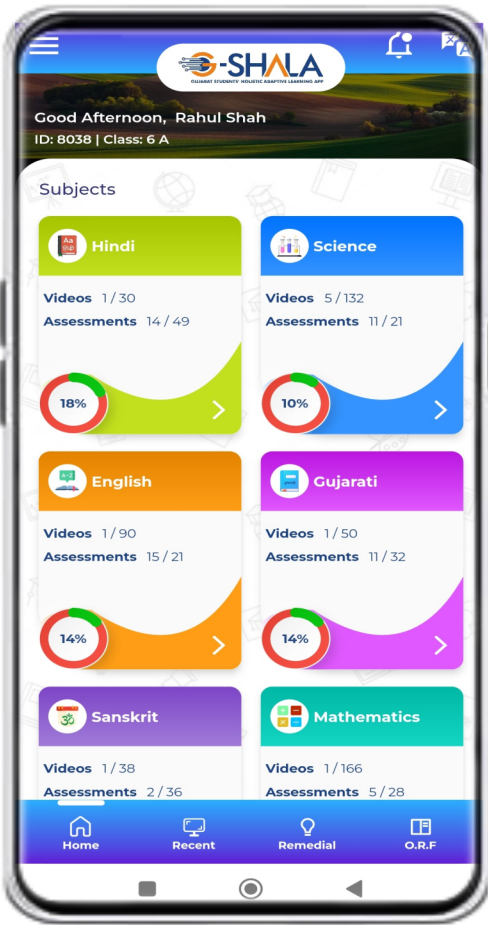 G-SHALA
GUJARAT STUDENTS' HOLISTIC ADAPTIVE LEARNING APP
Good Afternoon, Rahul Shah
ID: 8038 | Class: 6 A
Subjects
Hindi
Videos 1 / 30
Assessments 14 / 49
18%
Science
Videos 5 / 132
Assessments 11 / 21
10%
English
Videos 1 / 90
Assessments 15 / 21
14%
Gujarati
Videos 1 / 50
Assessments 11 / 32
14%
ॐ
Sanskrit
Videos 1 / 38
Assessments 2 / 36
Mathematics
Videos 1 / 166
Assessments 5 / 28
Home
Recent
Remedial
O.R.F